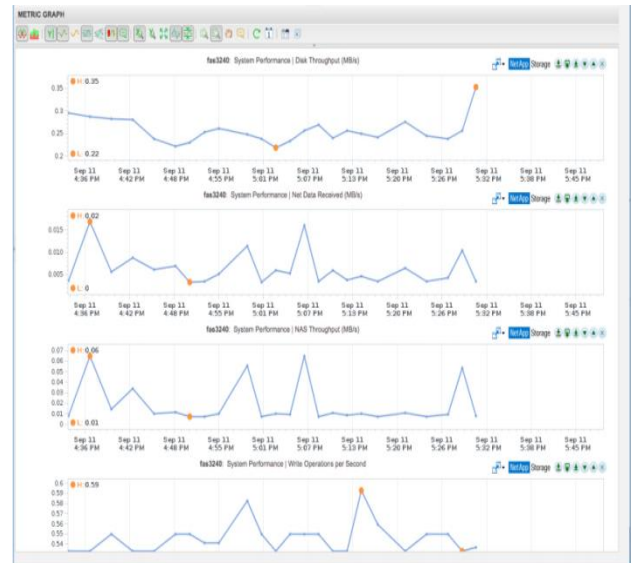 METRIC GRAPH
fas3240: System Performance | Disk Throughput (MB/s)
NetApp Storage
H: 0.35
0.35
0.3
0.25
0.2
L: 0.22
Sep 11 Sep 11 Sep 11 Sep 11 Sep 11 Sep 11 Sep 11 Sep 11 Sep 11 Sep 11 Sep 11 Sep 11
4:36 PM 4:42 PM 4:48 PM 4:55 PM 5:01 PM 5:07 PM 5:13 PM 5:20 PM 5:26 PM 5:32 PM 5:38 PM 5:45 PM
fas3240: System Performance | Net Data Received (MB/s)
NetApp Storage
H: 0.02
0.015
0.010
0.005
L: 0
Sep 11 Sep 11 Sep 11 Sep 11 Sep 11 Sep 11 Sep 11 Sep 11 Sep 11 Sep 11 Sep 11 Sep 11
4:36 PM 4:42 PM 4:48 PM 4:55 PM 5:01 PM 5:07 PM 5:13 PM 5:20 PM 5:26 PM 5:32 PM 5:38 PM 5:45 PM
fas3240: System Performance | NAS Throughput (MB/s)
NetApp Storage
0.07
H: 0.06
0.06
0.05
0.04
0.03
0.02
0.01
L: 0.01
0
Sep 11 Sep 11 Sep 11 Sep 11 Sep 11 Sep 11 Sep 11 Sep 11 Sep 11 Sep 11 Sep 11 Sep 11
4:36 PM 4:42 PM 4:48 PM 4:55 PM 5:01 PM 5:07 PM 5:13 PM 5:20 PM 5:26 PM 5:32 PM 5:38 PM 5:45 PM
fas3240: System Performance | Write Operations per Second
NetApp Storage
0.6
H: 0.59
0.59
0.58
0.57
0.56
0.55
0.54